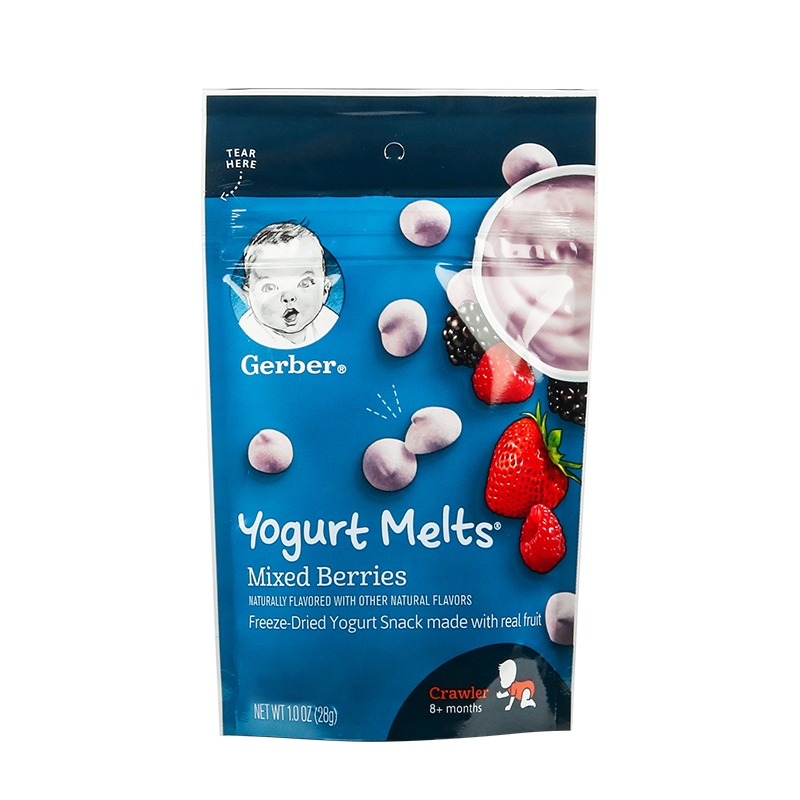 TEAR
HERE
Gerber®
Yogurt Melts®
Mixed Berries
NATURALLY FLAVORED WITH OTHER NATURAL FLAVORS
Freeze-Dried Yogurt Snack made with real fruit
Crawler
8+ months
NET WT 1.0 OZ (28g)